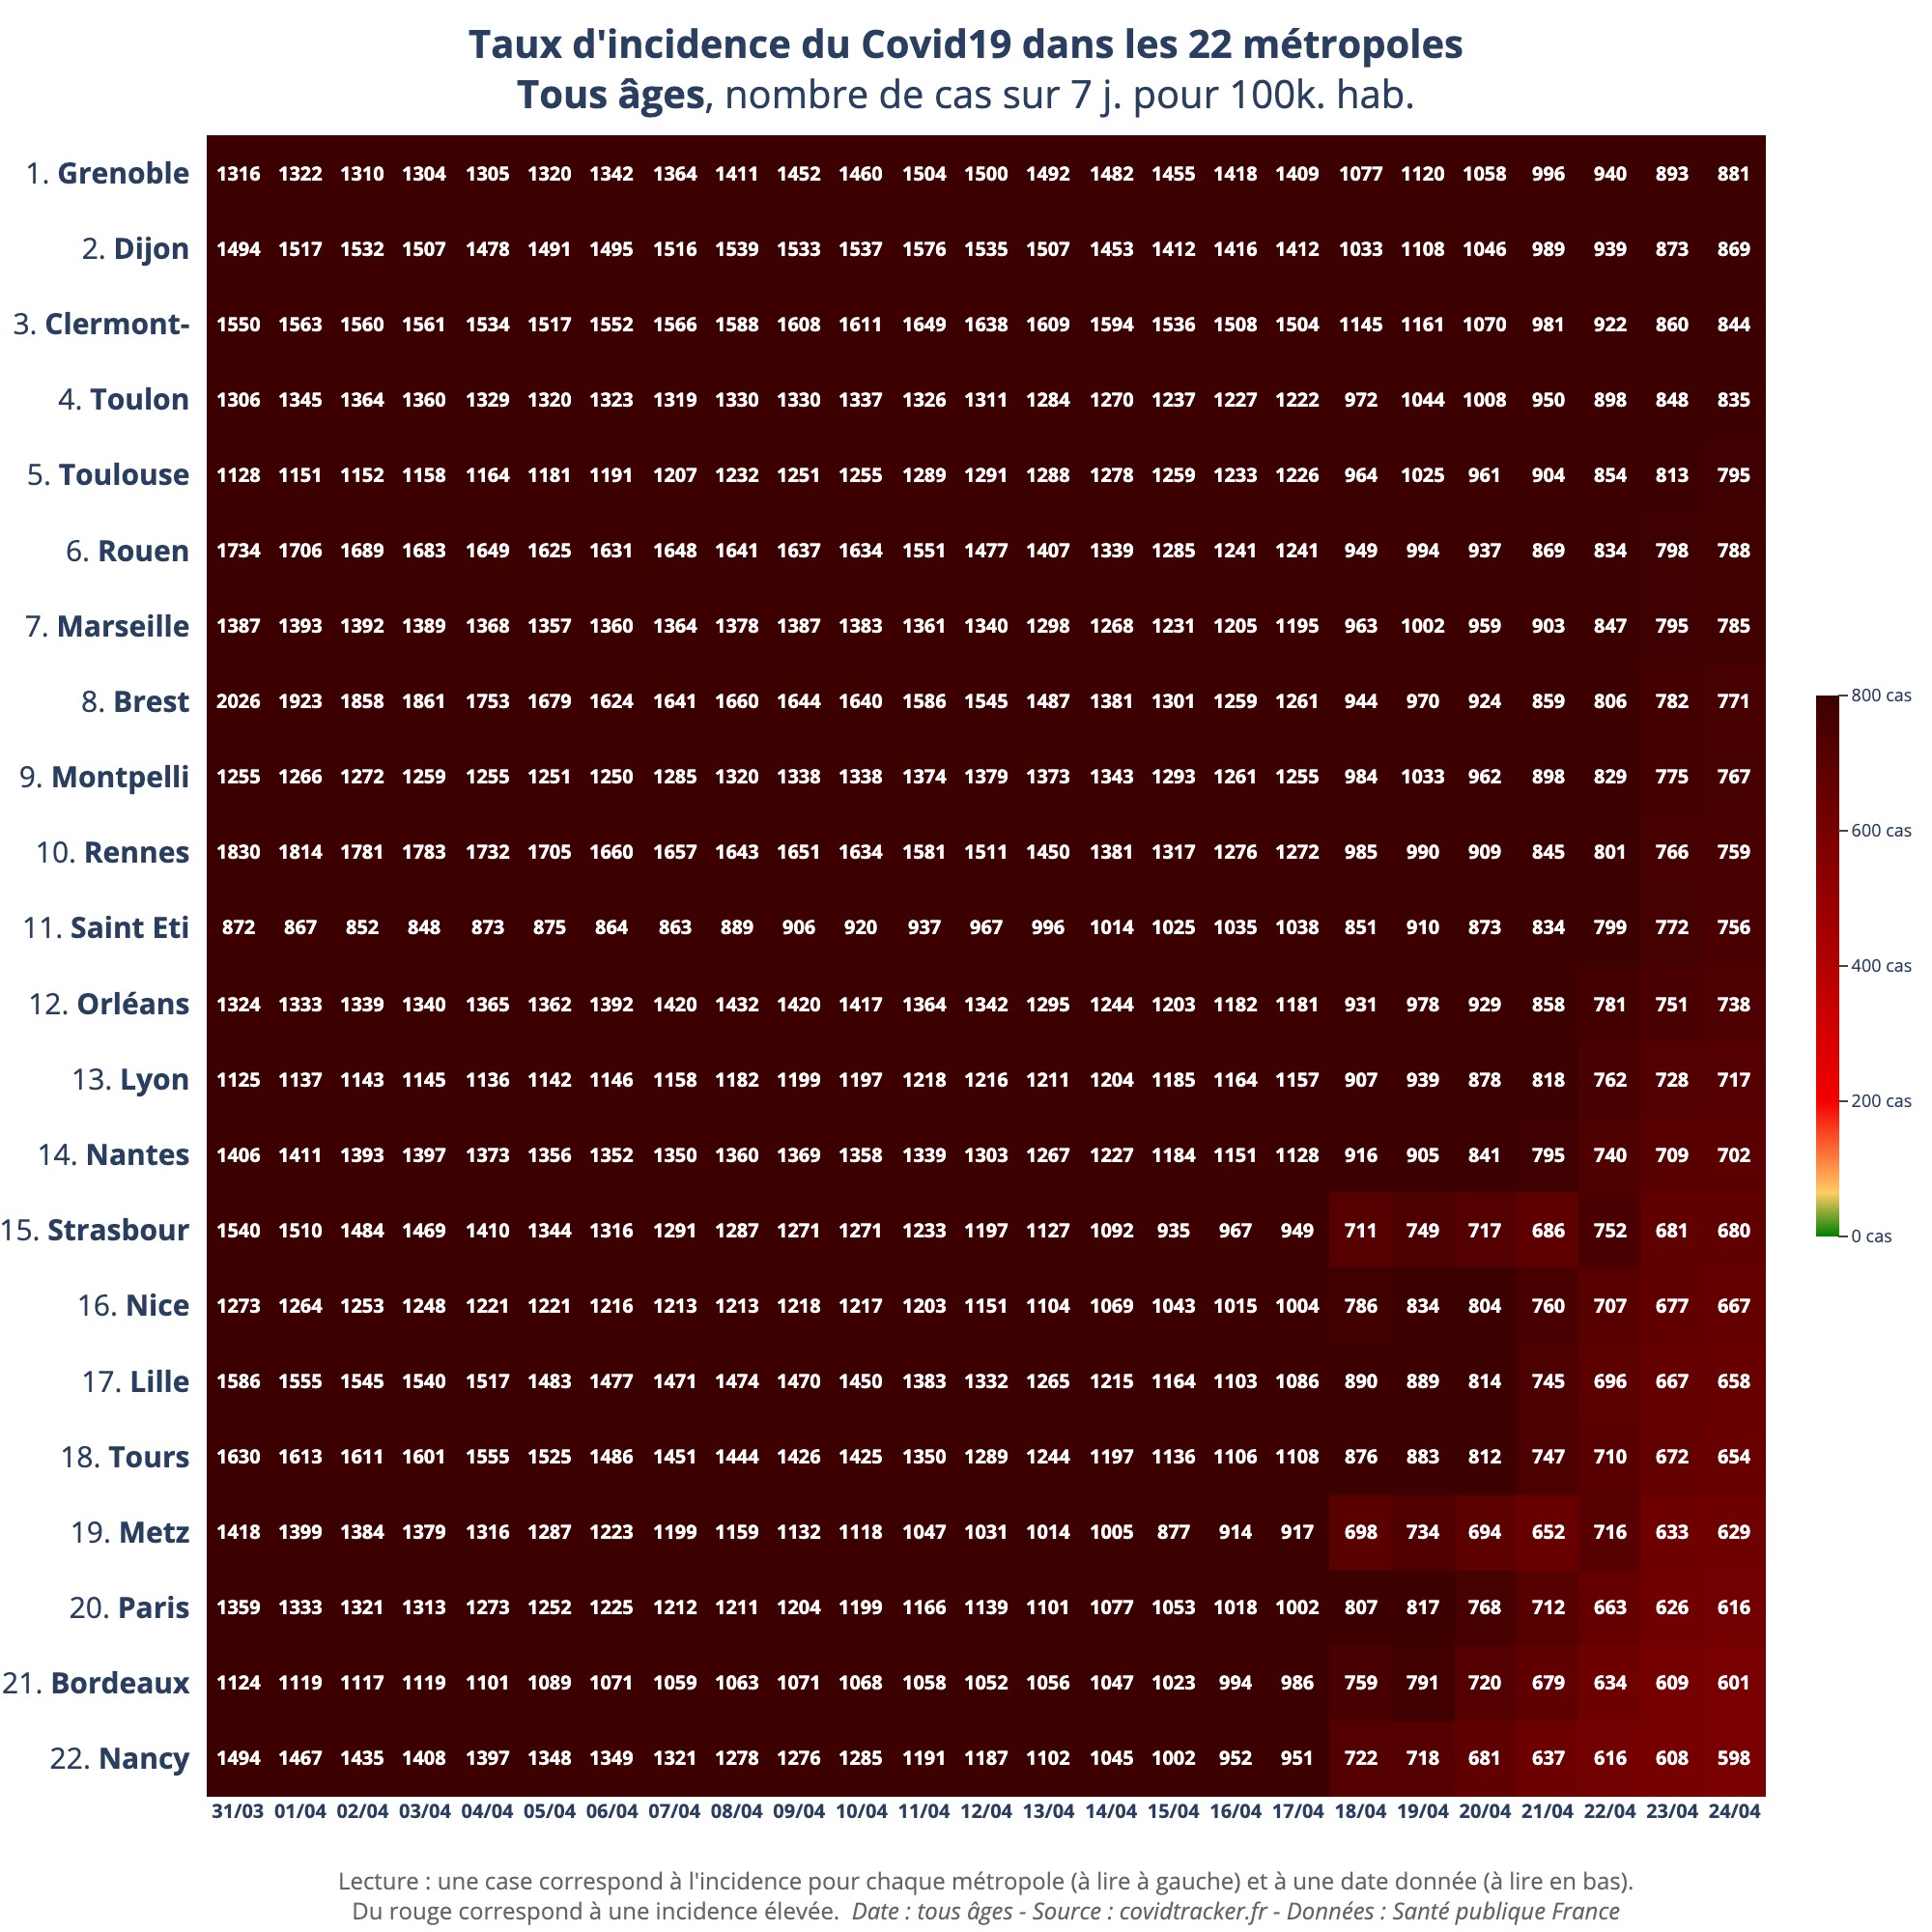 Taux d'incidence du Covid19 dans les 22 métropoles
Tous âges, nombre de cas sur 7 j. pour 100k. hab.
1. Grenoble 1316 1322 1310 1304 1305 1320 1342 1364 1411 1452 1460 1504 1500 1492 1482 1455 1418 1409 1077 1120 1058 996 940 893 881
2. Dijon 1494 1517 1532 1507 1478 1491 1495 1516 1539 1533 1537 1576 1535 1507 1453 1412 1416 1412 1033 1108 1046 989 939 873 869
3. Clermont- 1550 1563 1560 1561 1534 1517 1552 1566 1588 1608 1611 1649 1638 1609 1594 1536 1508 1504 1145 1161 1070 981 922 860 844
4. Toulon 1306 1345 1364 1360 1329 1320 1323 1319 1330 1330 1337 1326 1311 1284 1270 1237 1227 1222 972 1044 1008 950 898 848 835
5. Toulouse 1128 1151 1152 1158 1164 1181 1191 1207 1232 1251 1255 1289 1291 1288 1278 1259 1233 1226 964 1025 961 904 854 813 795
6. Rouen 1734 1706 1689 1683 1649 1625 1631 1648 1641 1637 1634 1551 1477 1407 1339 1285 1241 1241 949 994 937 869 834 798 788
7. Marseille 1387 1393 1392 1389 1368 1357 1360 1364 1378 1387 1383 1361 1340 1298 1268 1231 1205 1195 963 1002 959 903 847 795 785
8. Brest 2026 1923 1858 1861 1753 1679 1624 1641 1660 1644 1640 1586 1545 1487 1381 1301 1259 1261 944 970 924 859 806 782 771
9. Montpelli 1255 1266 1272 1259 1255 1251 1250 1285 1320 1338 1338 1374 1379 1373 1343 1293 1261 1255 984 1033 962 898 829 775 767
10. Rennes 1830 1814 1781 1783 1732 1705 1660 1657 1643 1651 1634 1581 1511 1450 1381 1317 1276 1272 985 990 909 845 801 766 759
11. Saint Eti 872 867 852 848 873 875 864 863 889 906 920 937 967 996 1014 1025 1035 1038 851 910 873 834 799 772 756
12. Orléans 1324 1333 1339 1340 1365 1362 1392 1420 1432 1420 1417 1364 1342 1295 1244 1203 1182 1181 931 978 929 858 781 751 738
13. Lyon 1125 1137 1143 1145 1136 1142 1146 1158 1182 1199 1197 1218 1216 1211 1204 1185 1164 1157 907 939 878 818 762 728 717
14. Nantes 1406 1411 1393 1397 1373 1356 1352 1350 1360 1369 1358 1339 1303 1267 1227 1184 1151 1128 916 905 841 795 740 709 702
15. Strasbour 1540 1510 1484 1469 1410 1344 1316 1291 1287 1271 1271 1233 1197 1127 1092 935 967 949 711 749 717 686 752 681 680
16. Nice 1273 1264 1253 1248 1221 1221 1216 1213 1213 1218 1217 1203 1151 1104 1069 1043 1015 1004 786 834 804 760 707 677 667
17. Lille 1586 1555 1545 1540 1517 1483 1477 1471 1474 1470 1450 1383 1332 1265 1215 1164 1103 1086 890 889 814 745 696 667 658
18. Tours 1630 1613 1611 1601 1555 1525 1486 1451 1444 1426 1425 1350 1289 1244 1197 1136 1106 1108 876 883 812 747 710 672 654
19. Metz 1418 1399 1384 1379 1316 1287 1223 1199 1159 1132 1118 1047 1031 1014 1005 877 914 917 698 734 694 652 716 633 629
20. Paris 1359 1333 1321 1313 1273 1252 1225 1212 1211 1204 1199 1166 1139 1101 1077 1053 1018 1002 807 817 768 712 663 626 616
21. Bordeaux 1124 1119 1117 1119 1101 1089 1071 1059 1063 1071 1068 1058 1052 1056 1047 1023 994 986 759 791 720 679 634 609 601
22. Nancy 1494 1467 1435 1408 1397 1348 1349 1321 1278 1276 1285 1191 1187 1102 1045 1002 952 951 722 718 681 637 616 608 598
31/03 01/04 02/04 03/04 04/04 05/04 06/04 07/04 08/04 09/04 10/04 11/04 12/04 13/04 14/04 15/04 16/04 17/04 18/04 19/04 20/04 21/04 22/04 23/04 24/04
800 cas
600 cas
400 cas
200 cas
0 cas
Lecture : une case correspond à l'incidence pour chaque métropole (à lire à gauche) et à une date donnée (à lire en bas).
Du rouge correspond à une incidence élevée. Date : tous âges - Source : covidtracker.fr - Données : Santé publique France